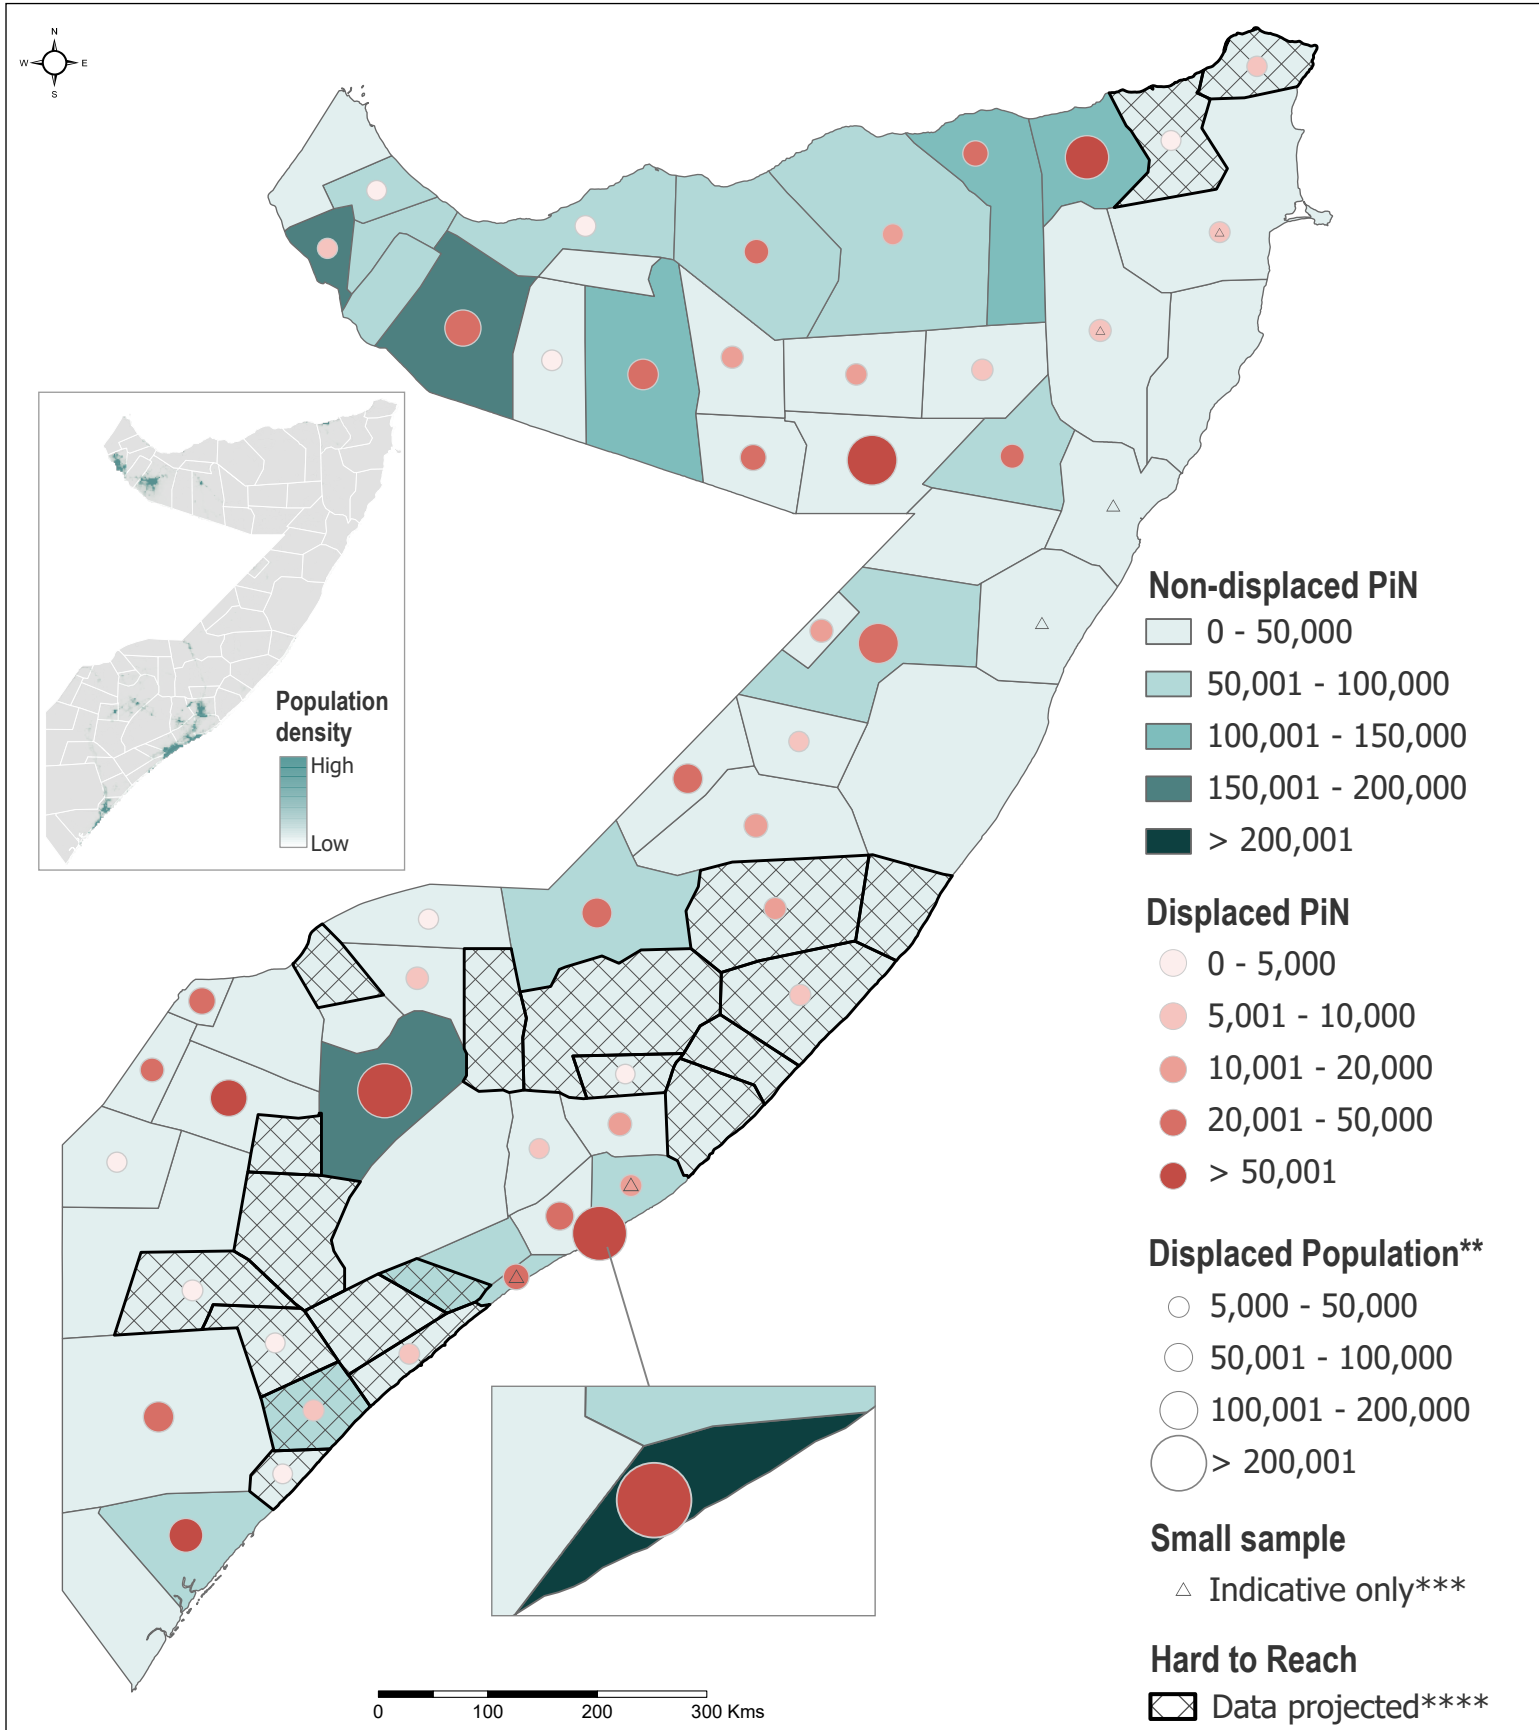 N
W E
S
Non-displaced PiN
0 - 50,000
50,001 - 100,000
100,001 - 150,000
150,001 - 200,000
> 200,001
Population
density
High
Low
Displaced PiN
0 - 5,000
5,001 - 10,000
10,001 - 20,000
20,001 - 50,000
> 50,001
Displaced Population**
5,000 - 50,000
50,001 - 100,000
100,001 - 200,000
> 200,001
Small sample
Indicative only***
Hard to Reach
Data projected****
0 100 200 300 Kms